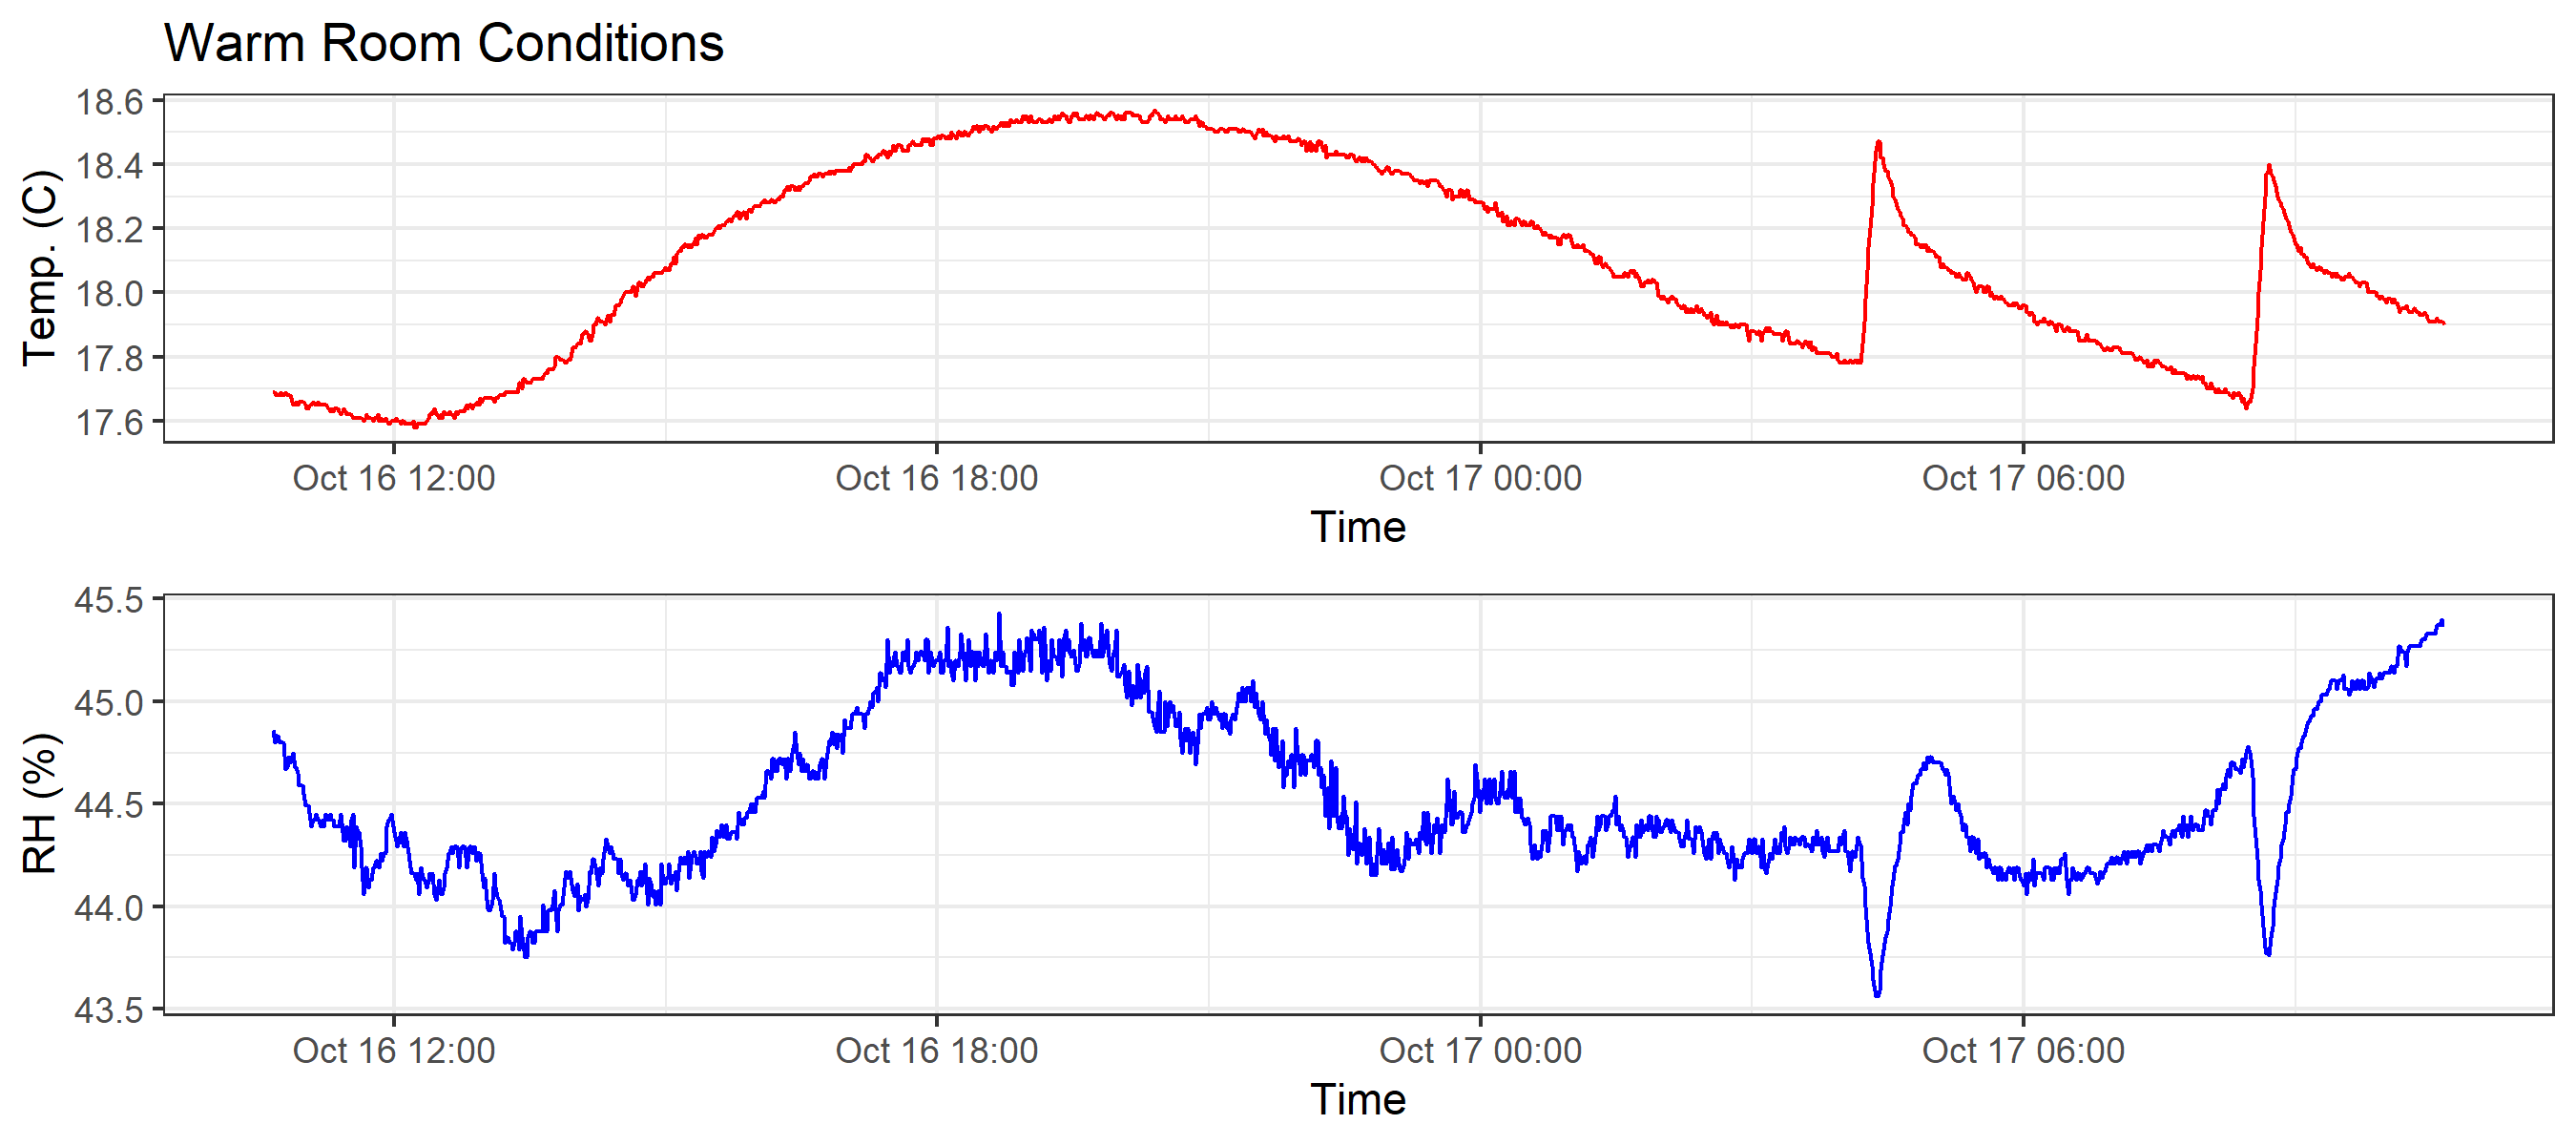 Warm Room Conditions
18.6
18.4
18.2
18.0
17.8
17.6
Temp. (C)
Oct 16 12:00 Oct 16 18:00 Oct 17 00:00 Oct 17 06:00
Time
45.5
45.0
44.5
44.0
43.5
RH (%)
Oct 16 12:00 Oct 16 18:00 Oct 17 00:00 Oct 17 06:00
Time